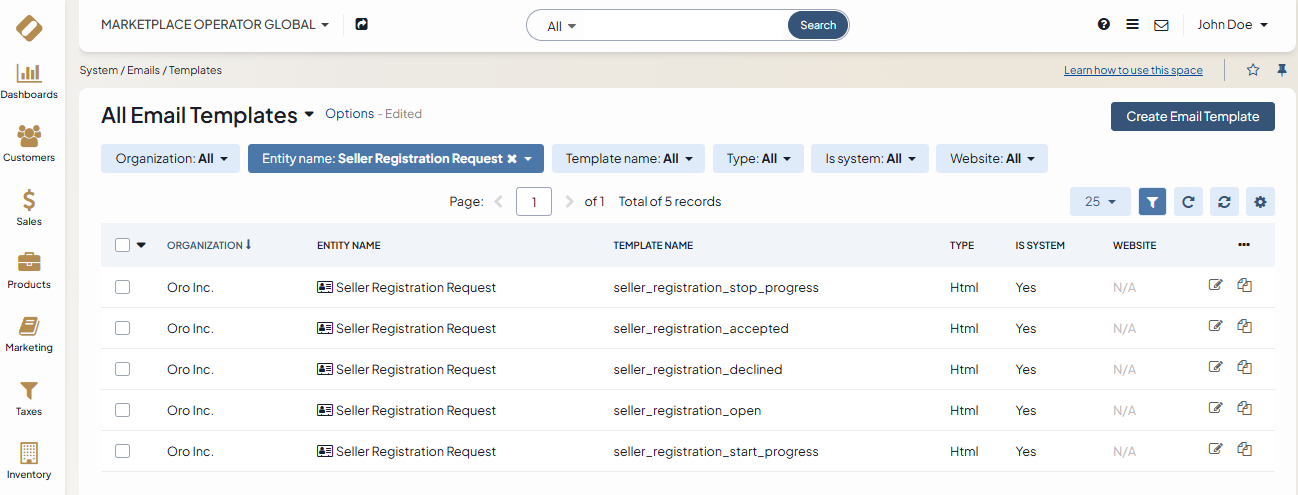 MARKETPLACE OPERATOR GLOBAL
All
Search
John Doe
Dashboards
Customers
Sales
Products
Marketing
Taxes
Inventory
System / Emails / Templates
Learn how to use this space
All Email Templates
Options - Edited
Create Email Template
Organization: All
Entity name: Seller Registration Request
Template name: All
Type: All
Is system: All
Website: All
Page: 1 of 1 Total of 5 records
25
ORGANIZATION ENTITY NAME TEMPLATE NAME TYPE IS SYSTEM WEBSITE
Oro Inc. Seller Registration Request seller_registration_stop_progress Html Yes N/A
Oro Inc. Seller Registration Request seller_registration_accepted Html Yes N/A
Oro Inc. Seller Registration Request seller_registration_declined Html Yes N/A
Oro Inc. Seller Registration Request seller_registration_open Html Yes N/A
Oro Inc. Seller Registration Request seller_registration_start_progress Html Yes N/A